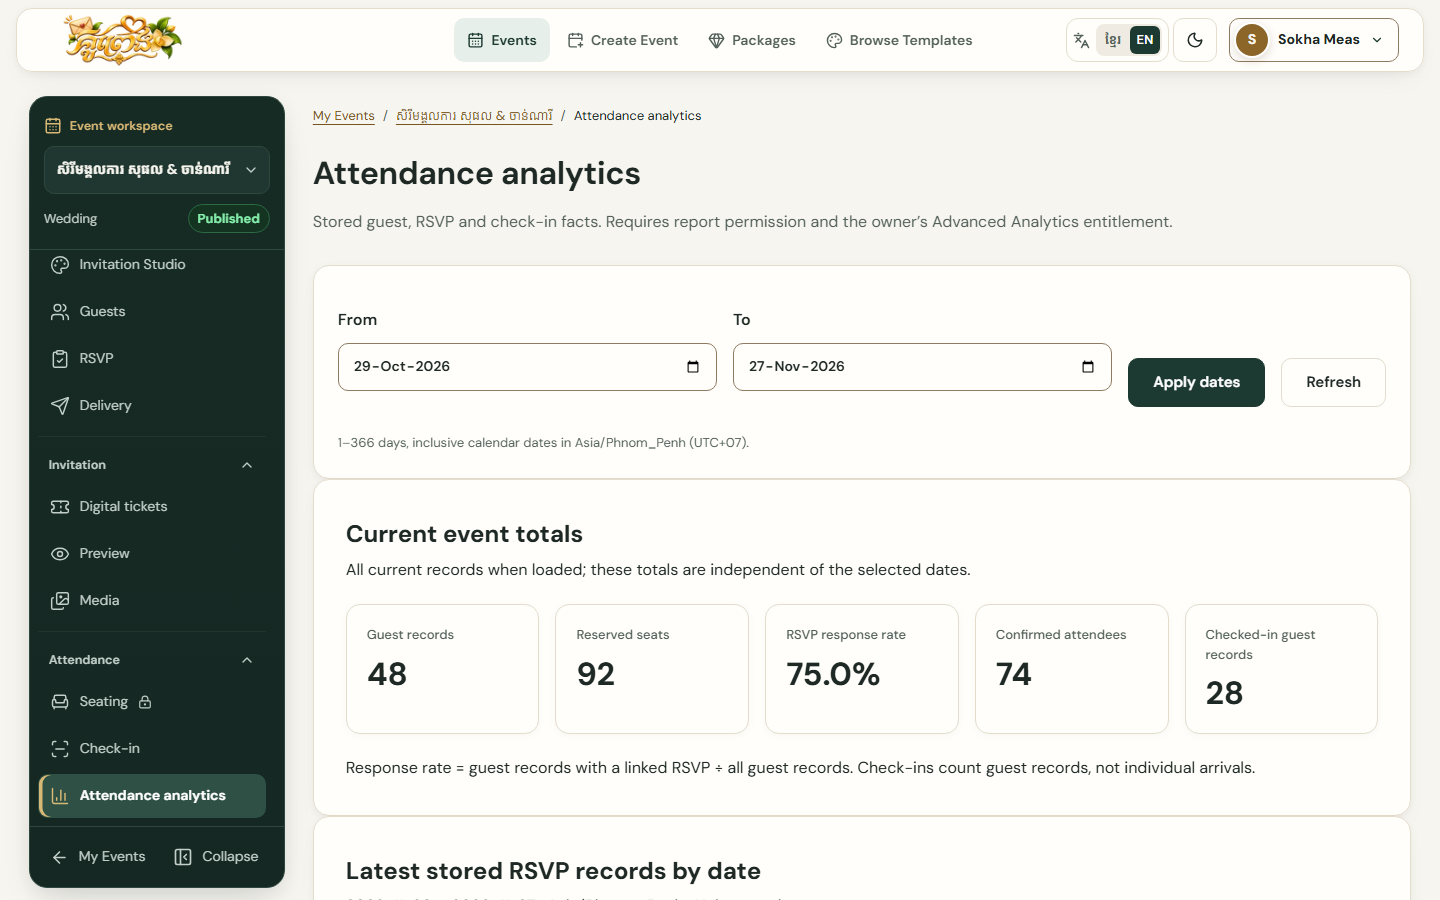 គូព្រេង
Events
Create Event
Packages
Browse Templates
ខ្មែរ
EN
S
Sokha Meas
Event workspace
សិរីមង្គលការ សុផល & ចាន់ណារី
Wedding
Published
Invitation Studio
Guests
RSVP
Delivery
Invitation
Digital tickets
Preview
Media
Attendance
Seating
Check-in
Attendance analytics
My Events
Collapse
My Events / សិរីមង្គលការ សុផល & ចាន់ណារី / Attendance analytics
Attendance analytics
Stored guest, RSVP and check-in facts. Requires report permission and the owner’s Advanced Analytics entitlement.
From
To
29-Oct-2026
27-Nov-2026
Apply dates
Refresh
1–366 days, inclusive calendar dates in Asia/Phnom_Penh (UTC+07).
Current event totals
All current records when loaded; these totals are independent of the selected dates.
Guest records
48
Reserved seats
92
RSVP response rate
75.0%
Confirmed attendees
74
Checked-in guest
records
28
Response rate = guest records with a linked RSVP ÷ all guest records. Check-ins count guest records, not individual arrivals.
Latest stored RSVP records by date